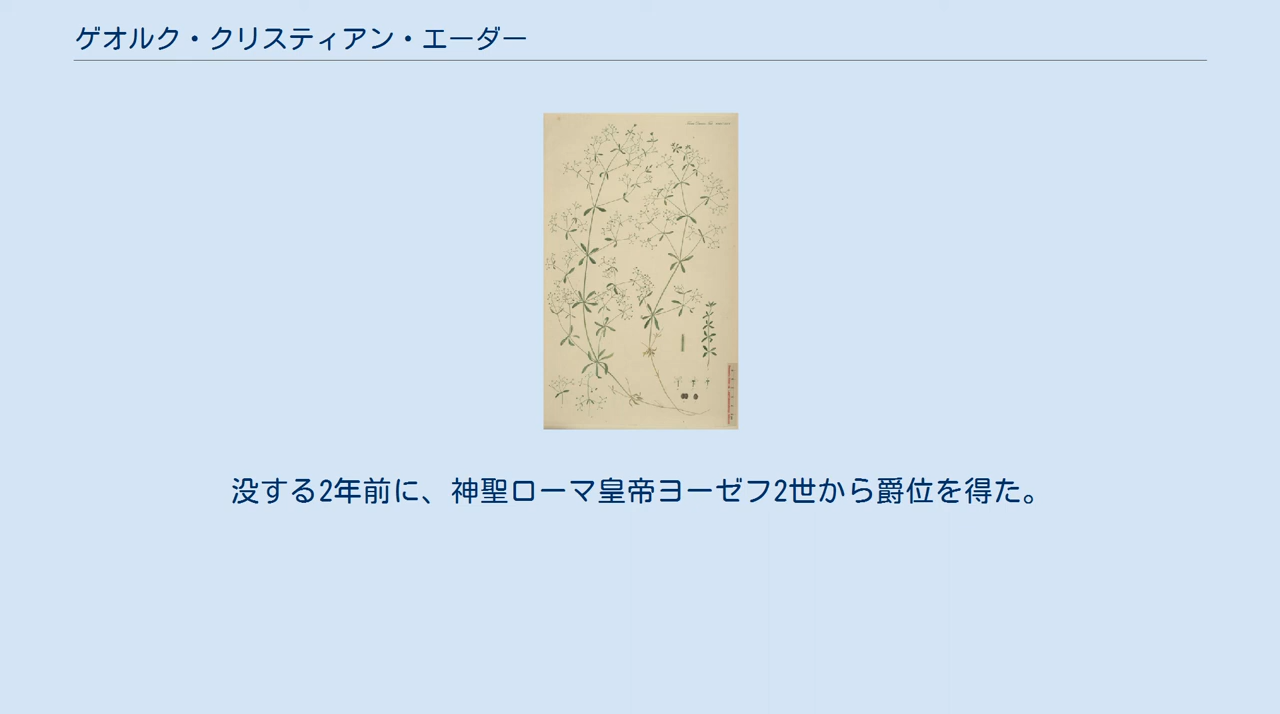 ゲオルク・クリスティアン・エーダー
没する2年前に、神聖ローマ皇帝ヨーゼフ2世から爵位を得た。